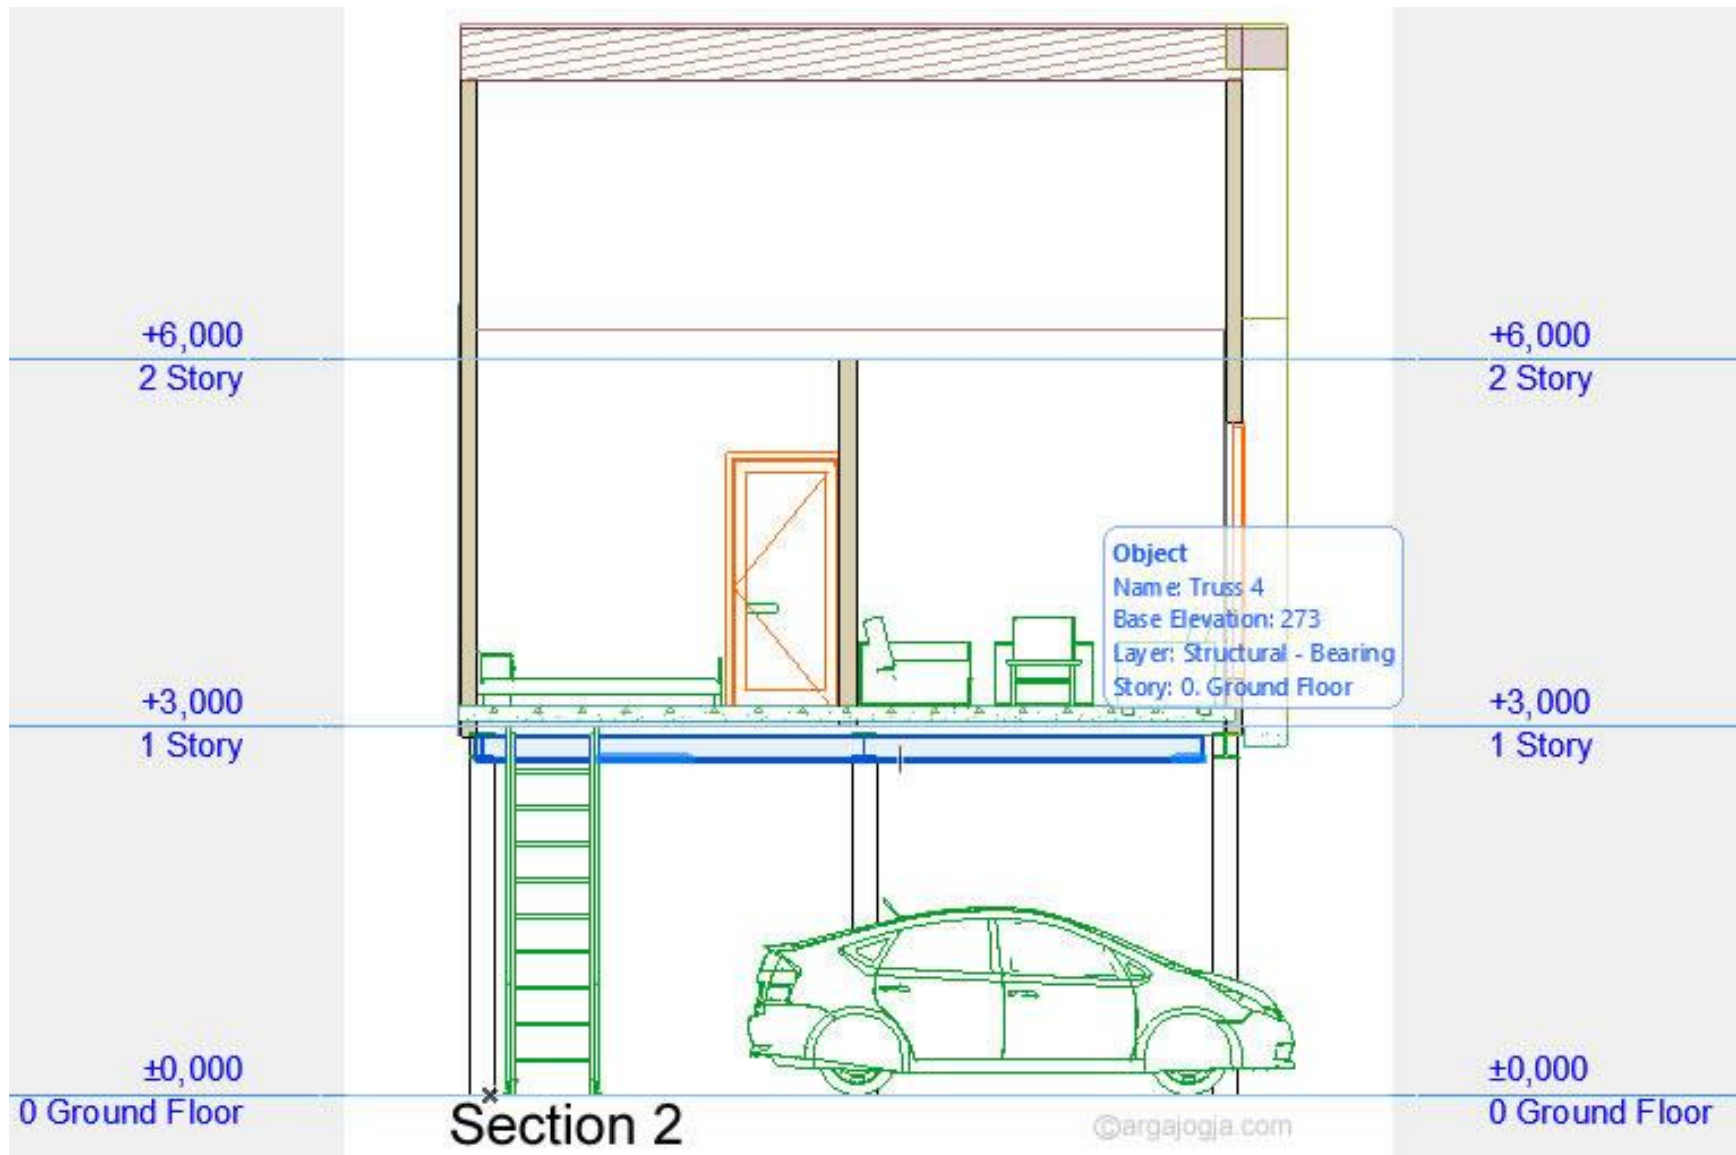 +6,000
2 Story
+6,000
2 Story
Object
Name: Truss 4
Base Elevation: 273
Layer: Structural - Bearing
Story: 0. Ground Floor
+3,000
1 Story
+3,000
1 Story
±0,000
0 Ground Floor
Section 2
©argajogja.com
±0,000
0 Ground Floor